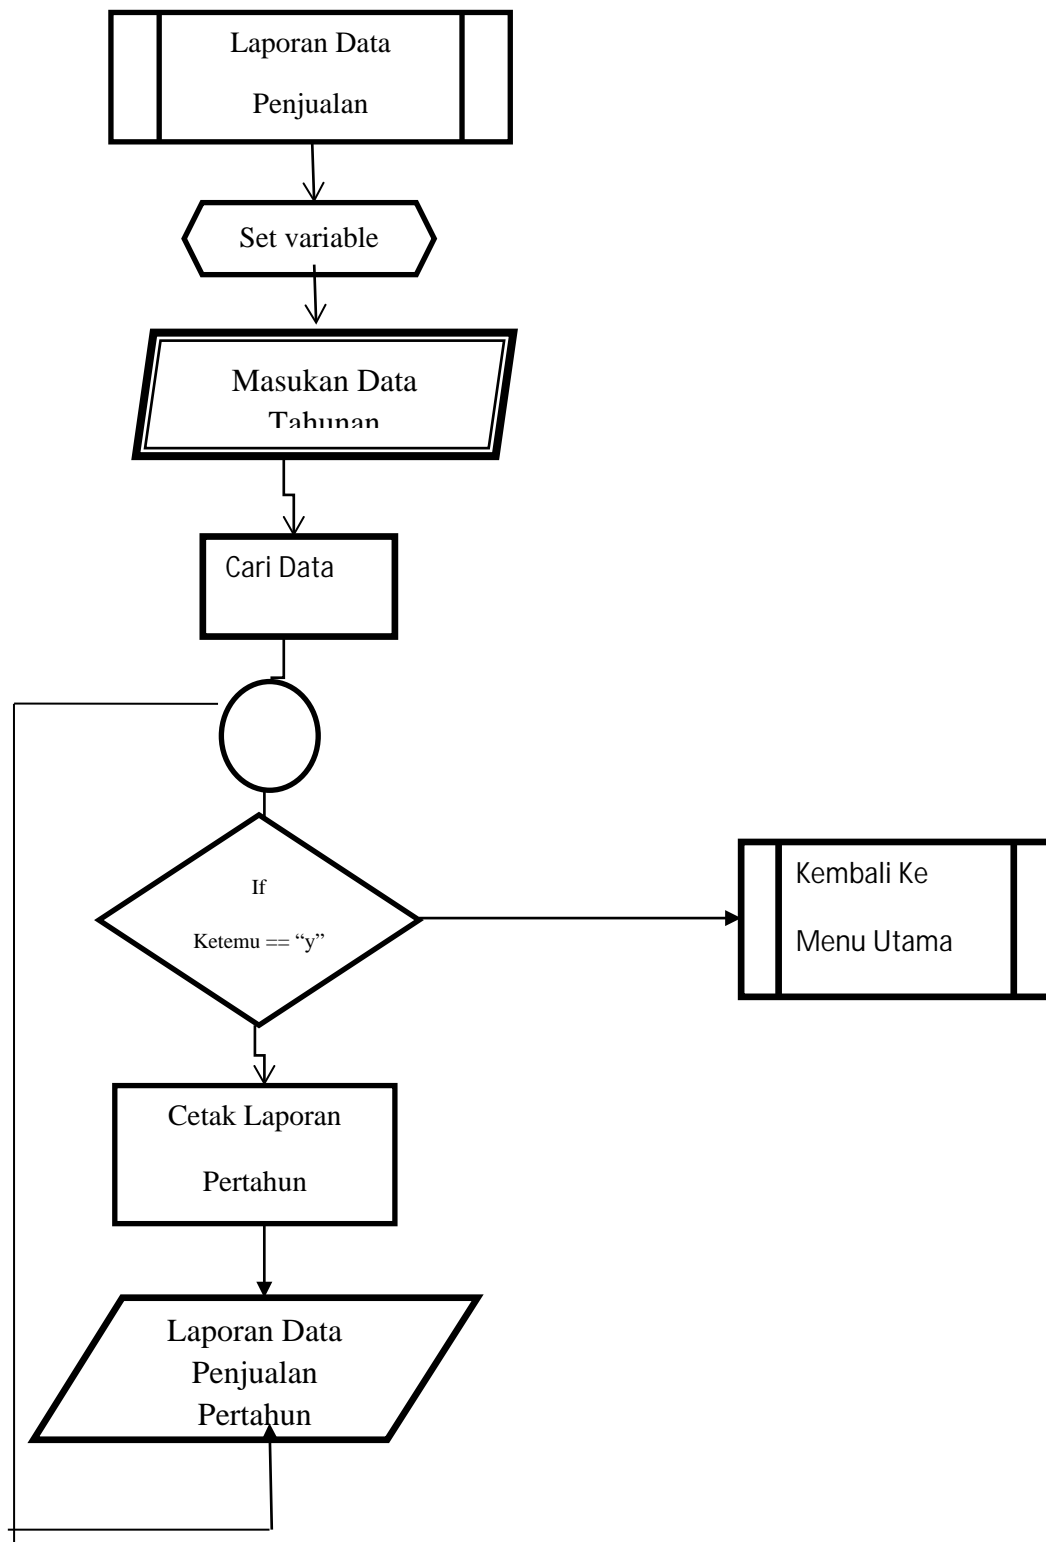 Laporan Data
Penjualan
Set variable
Masukan Data
Tahunan
Cari Data
If
Ketemu == “y”
Kembali Ke
Menu Utama
Cetak Laporan
Pertahun
Laporan Data
Penjualan
Pertahun